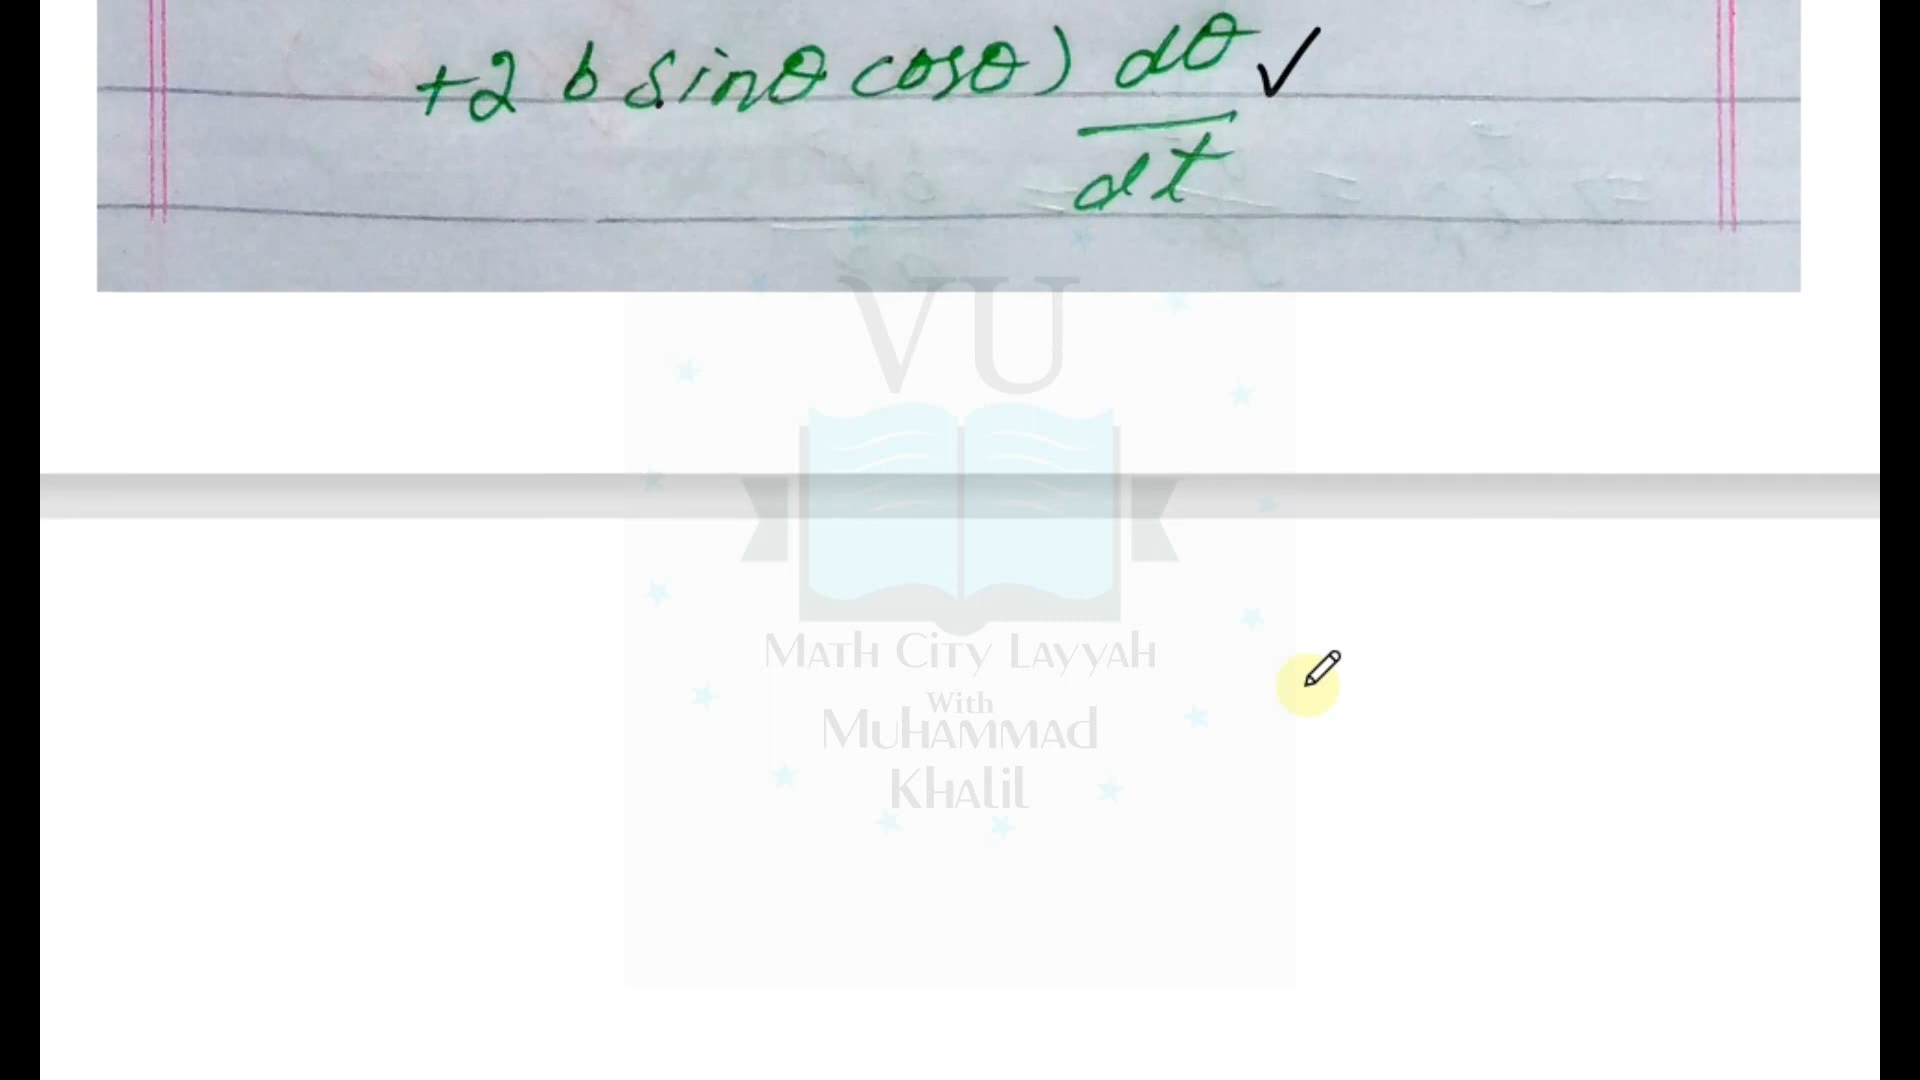 +2 b sinθ cosθ) dθ ✓
dt
VU
Math City Layyah
With
Muhammad
Khalil